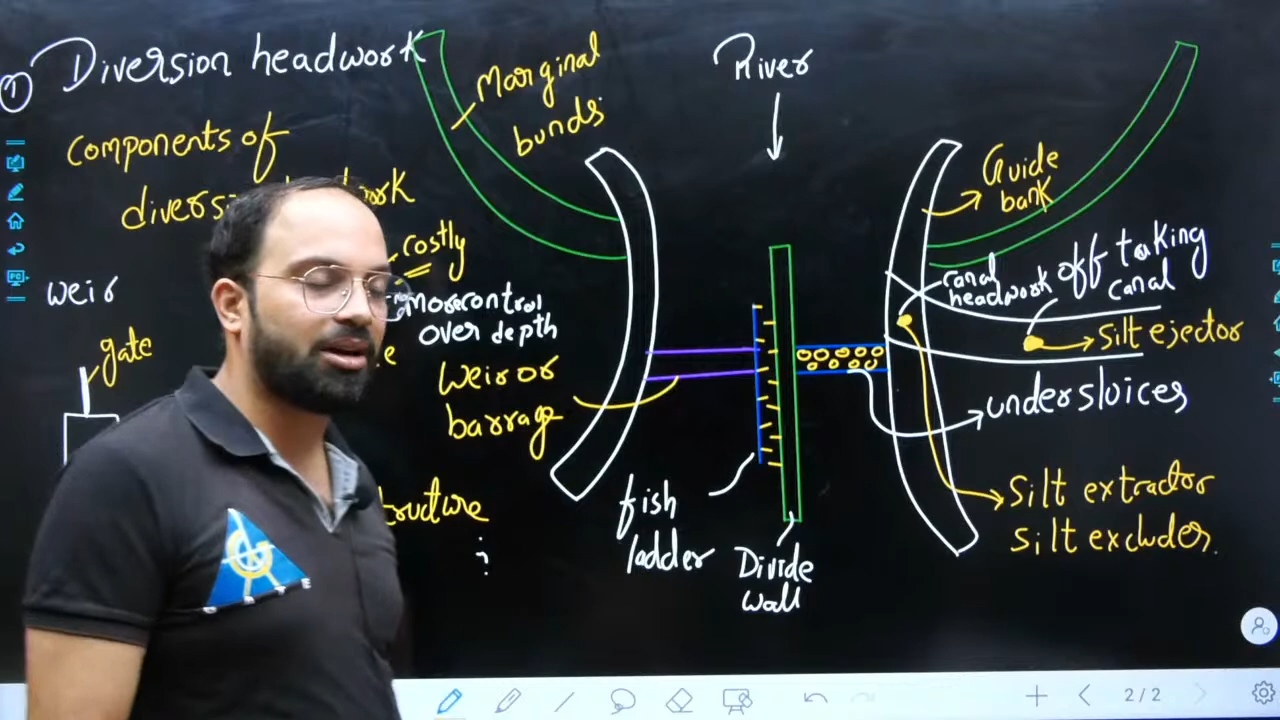 ① Diversion headwork
components of
weir
gate
costly
more control
over depth
weir or
barrage
Marginal
bunds
River
Guide
bank
canal
headwork
off taking
canal
silt ejector
undersluices
silt extractor
silt excluder.
fish
ladder
Divide
wall
2/2